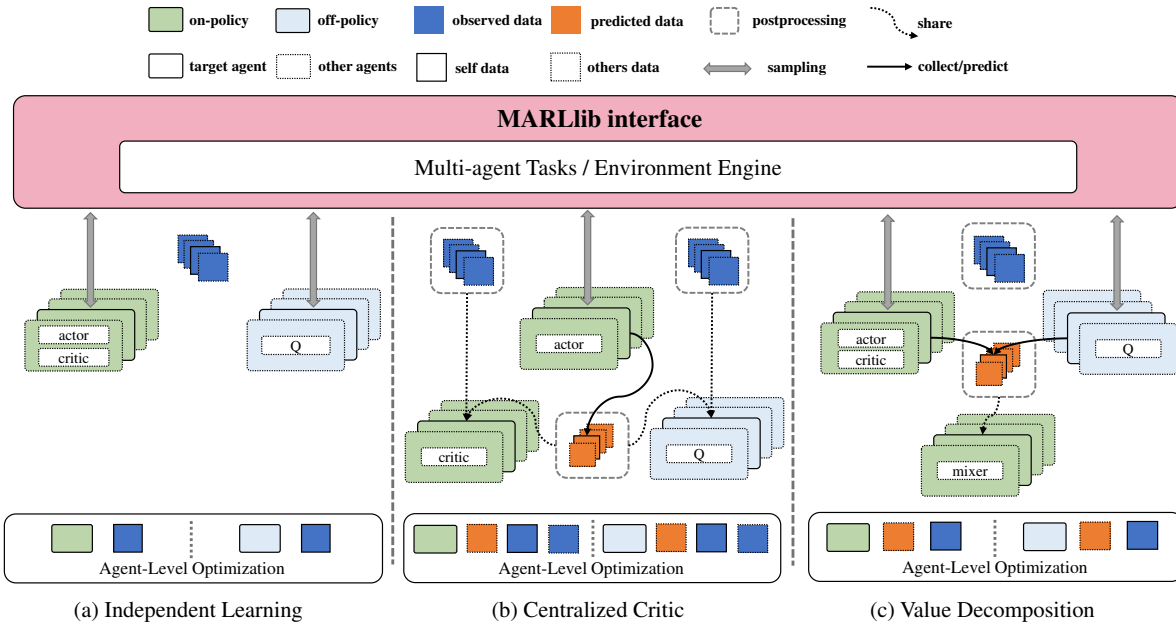 on-policy off-policy observed data predicted data postprocessing share
target agent other agents self data others data sampling collect/predict
MARLlib interface
Multi-agent Tasks / Environment Engine
actor
critic
Q
actor
critic
Q
actor
critic
Q
mixer
Agent-Level Optimization
Agent-Level Optimization
Agent-Level Optimization
(a) Independent Learning
(b) Centralized Critic
(c) Value Decomposition